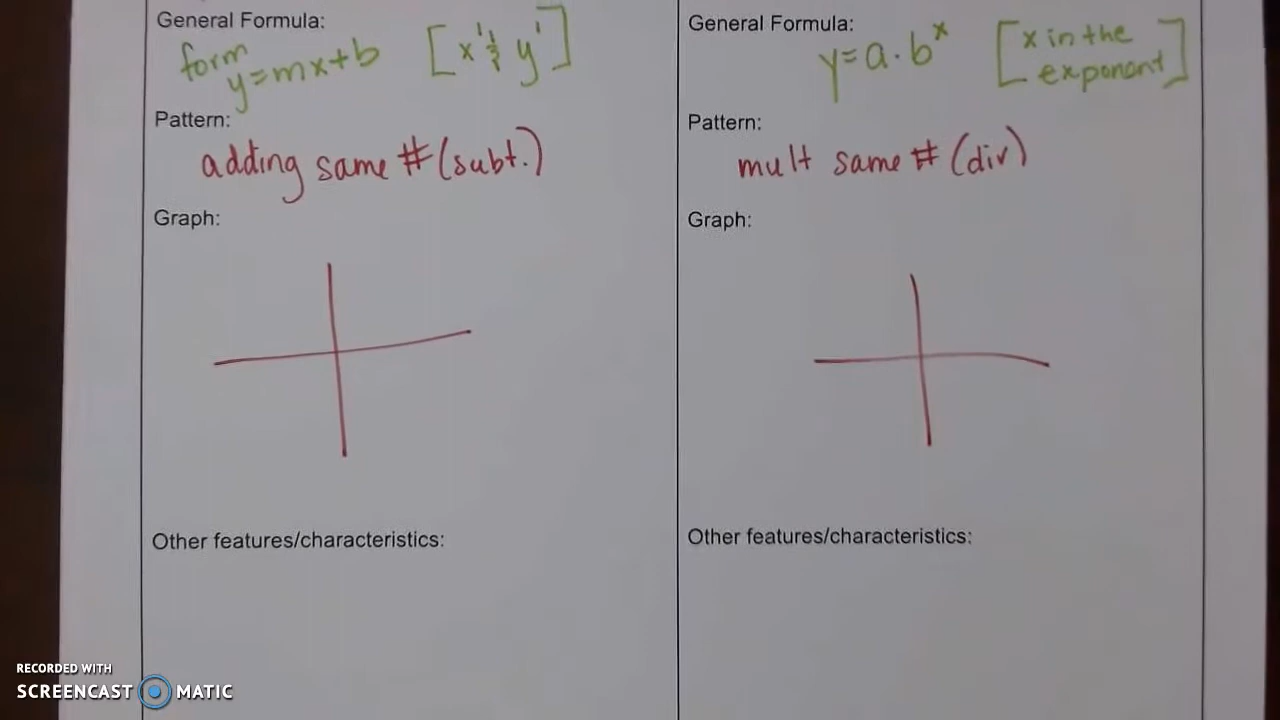 General Formula:
form
y=mx+b [x¹ & y¹]
Pattern:
adding same # (subt.)
Graph:
Other features/characteristics:
General Formula:
y=a·bˣ [x in the
exponent]
Pattern:
mult same # (div)
Graph:
Other features/characteristics:
RECORDED WITH
SCREENCAST MATIC